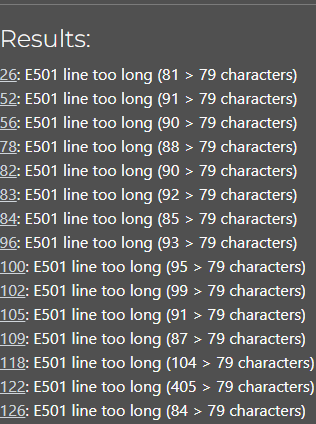 Results:
26: E501 line too long (81 > 79 characters)
52: E501 line too long (91 > 79 characters)
56: E501 line too long (90 > 79 characters)
78: E501 line too long (88 > 79 characters)
82: E501 line too long (90 > 79 characters)
83: E501 line too long (92 > 79 characters)
84: E501 line too long (85 > 79 characters)
96: E501 line too long (93 > 79 characters)
100: E501 line too long (95 > 79 characters)
102: E501 line too long (99 > 79 characters)
105: E501 line too long (91 > 79 characters)
109: E501 line too long (87 > 79 characters)
118: E501 line too long (104 > 79 characters)
122: E501 line too long (405 > 79 characters)
126: E501 line too long (84 > 79 characters)